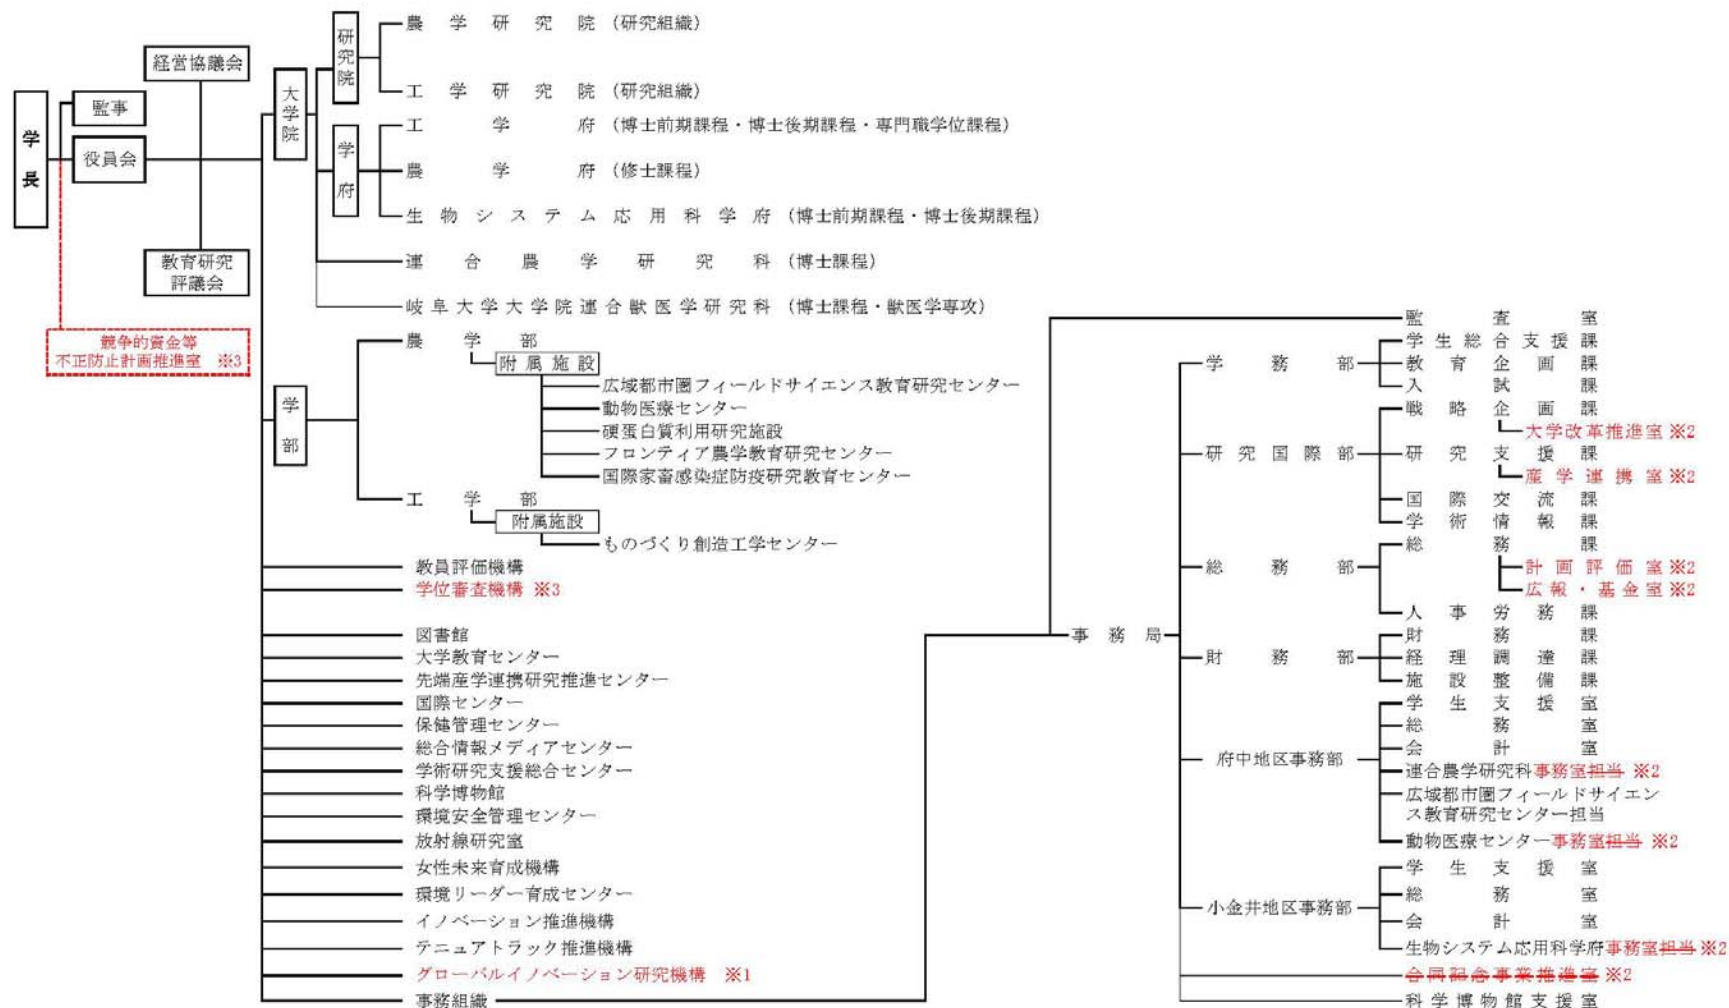 学長
監事
役員会
経営協議会
教育研究
評議会
競争的資金等
不正防止計画推進室 ※3
大学院
研究院
農学研究院(研究組織)
工学研究院(研究組織)
学府
工学府(博士前期課程・博士後期課程・専門職学位課程)
農学府(修士課程)
生物システム応用科学府(博士前期課程・博士後期課程)
連合農学研究科(博士課程)
岐阜大学大学院連合獣医学研究科(博士課程・獣医学専攻)
学部
農学部
附属施設
広域都市圏フィールドサイエンス教育研究センター
動物医療センター
硬蛋白質利用研究施設
フロンティア農学教育研究センター
国際家畜感染症防疫研究教育センター
工学部
附属施設
ものづくり創造工学センター
教員評価機構
学位審査機構 ※3
図書館
大学教育センター
先端産学連携研究推進センター
国際センター
保健管理センター
総合情報メディアセンター
学術研究支援総合センター
科学博物館
環境安全管理センター
放射線研究室
女性未来育成機構
環境リーダー育成センター
イノベーション推進機構
テニュアトラック推進機構
グローバルイノベーション研究機構 ※1
事務組織
事務局
監査室
学務部
学生総合支援課
教育企画課
入試課
研究国際部
戦略企画課
大学改革推進室※2
研究支援課
産学連携室※2
国際交流課
学術情報課
総務部
総務課
計画評価室※2
広報・基金室※2
人事労務課
財務部
財務課
経理調達課
施設整備課
府中地区事務部
学生支援室
総務室
会計室
連合農学研究科事務室担当 ※2
広域都市圏フィールドサイエン
ス教育研究センター担当
動物医療センター事務室担当 ※2
小金井地区事務部
学生支援室
総務室
会計室
生物システム応用科学府事務室担当 ※2
合同記念事業推進室※2
科学博物館支援室